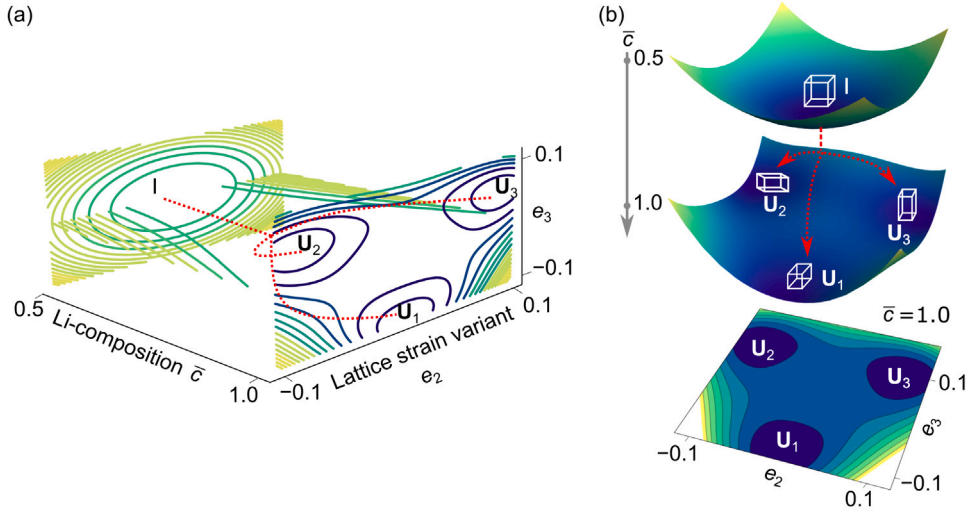 (a)
I
U₂
U₃
U₁
0.1
e₃
−0.1
0.5
Li-composition c̅
1.0
−0.1
Lattice strain variant
e₂
0.1
(b)
c̅
0.5
1.0
I
U₂
U₃
U₁
c̅ = 1.0
U₂
U₃
U₁
0.1
e₃
−0.1
−0.1
e₂
0.1